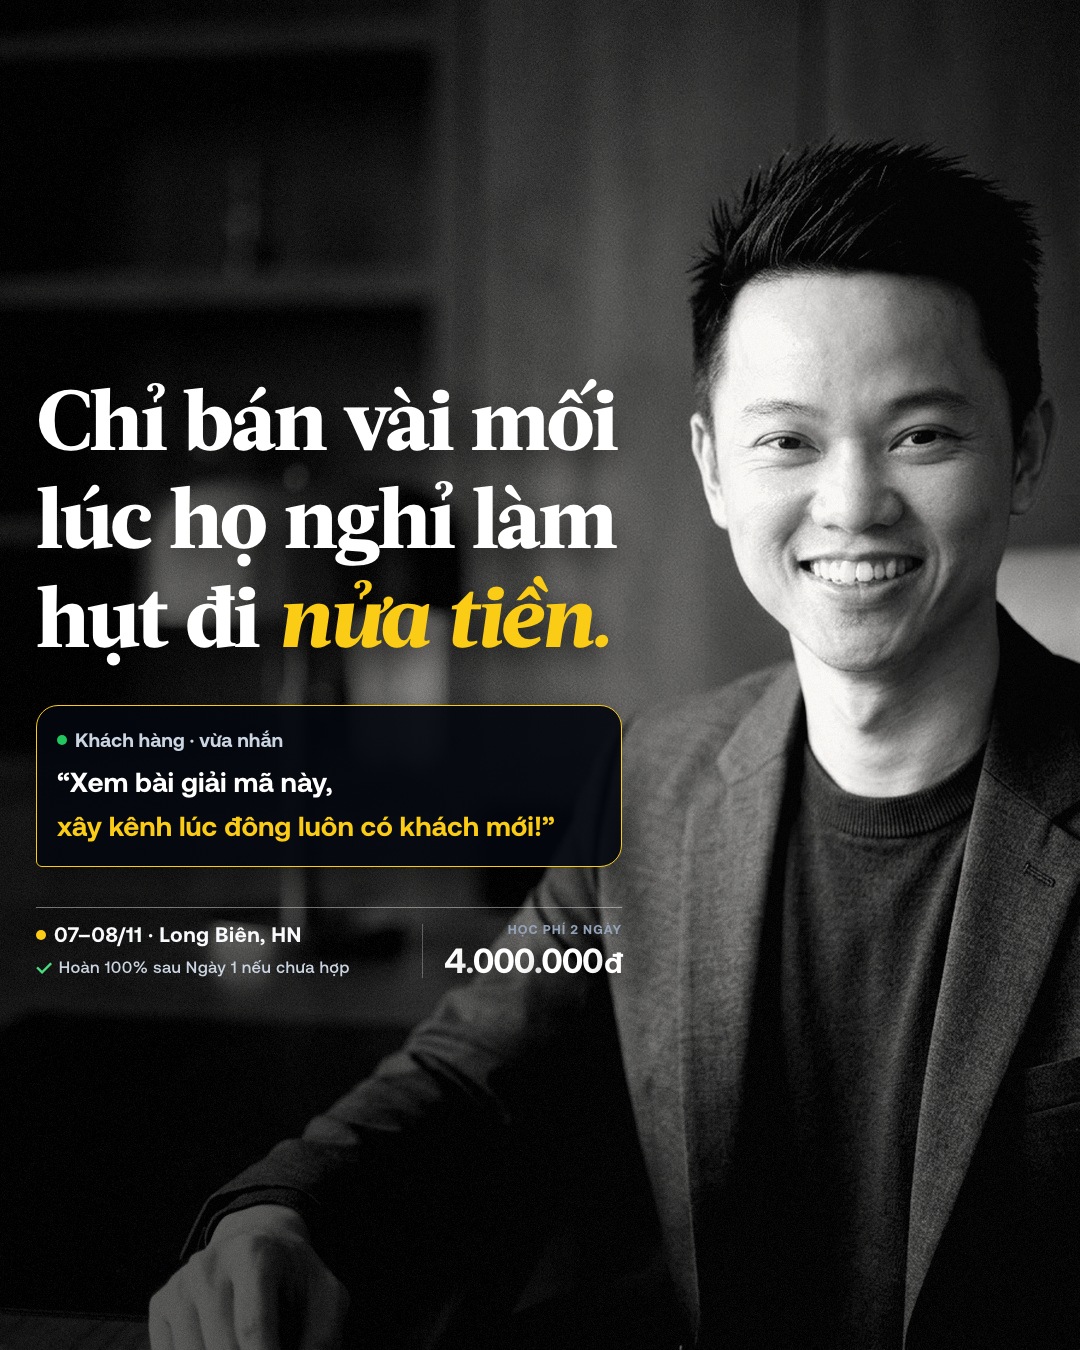 Chỉ bán vài mối
lúc họ nghỉ làm
hụt đi nửa tiền.
Khách hàng · vừa nhắn
“Xem bài giải mã này,
xây kênh lúc đông luôn có khách mới!”
07–08/11 · Long Biên, HN
Hoàn 100% sau Ngày 1 nếu chưa hợp
HỌC PHÍ 2 NGÀY
4.000.000đ